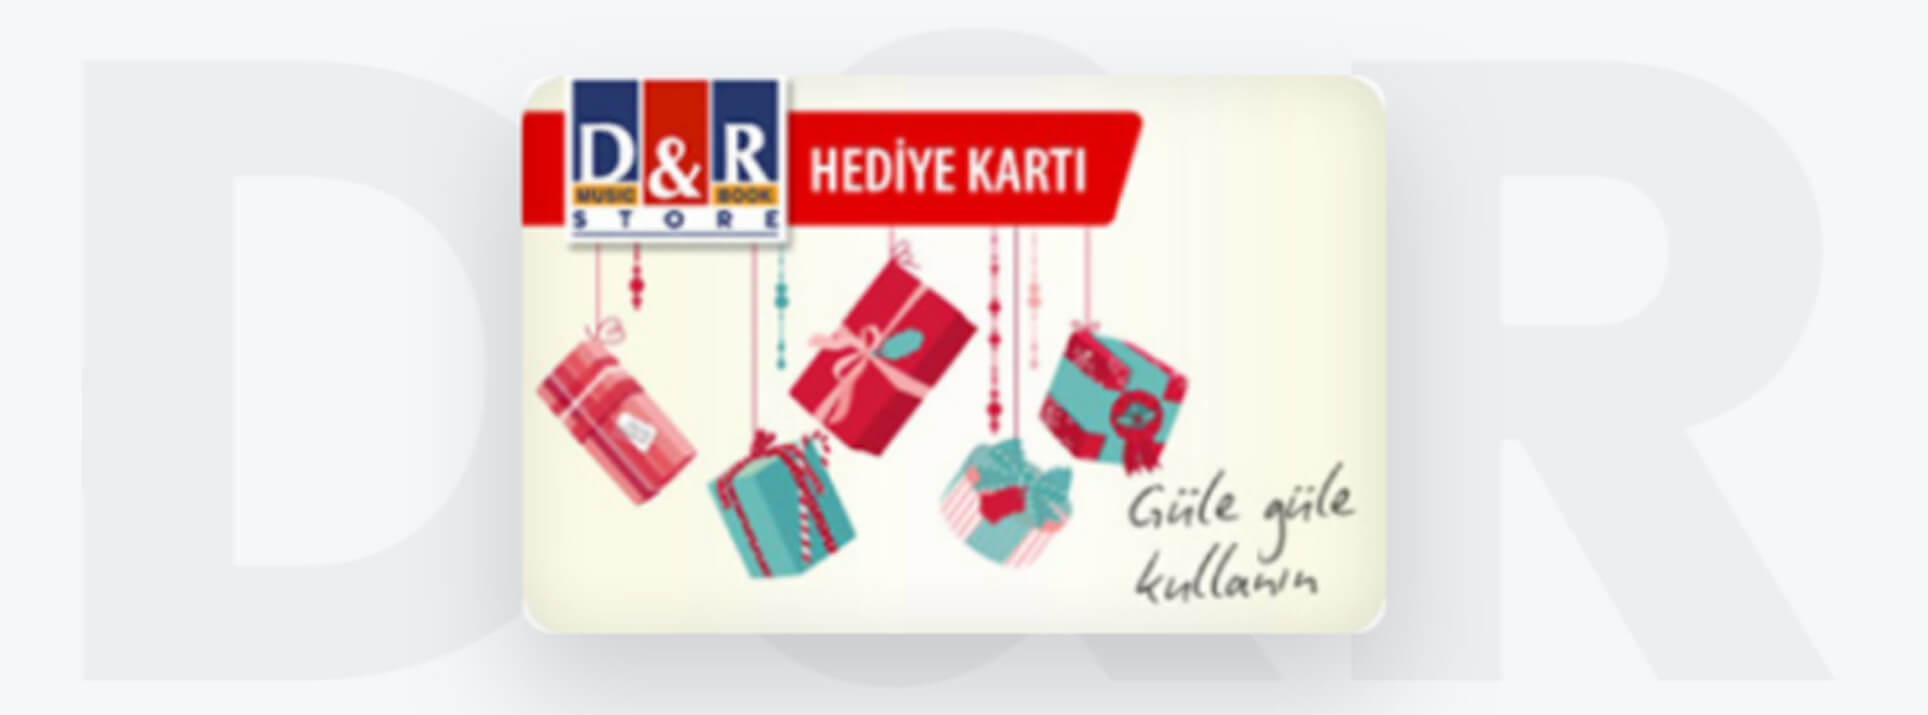 D&R
D&R
MUSIC BOOK
STORE
HEDİYE KARTI
Güle güle
kullanın